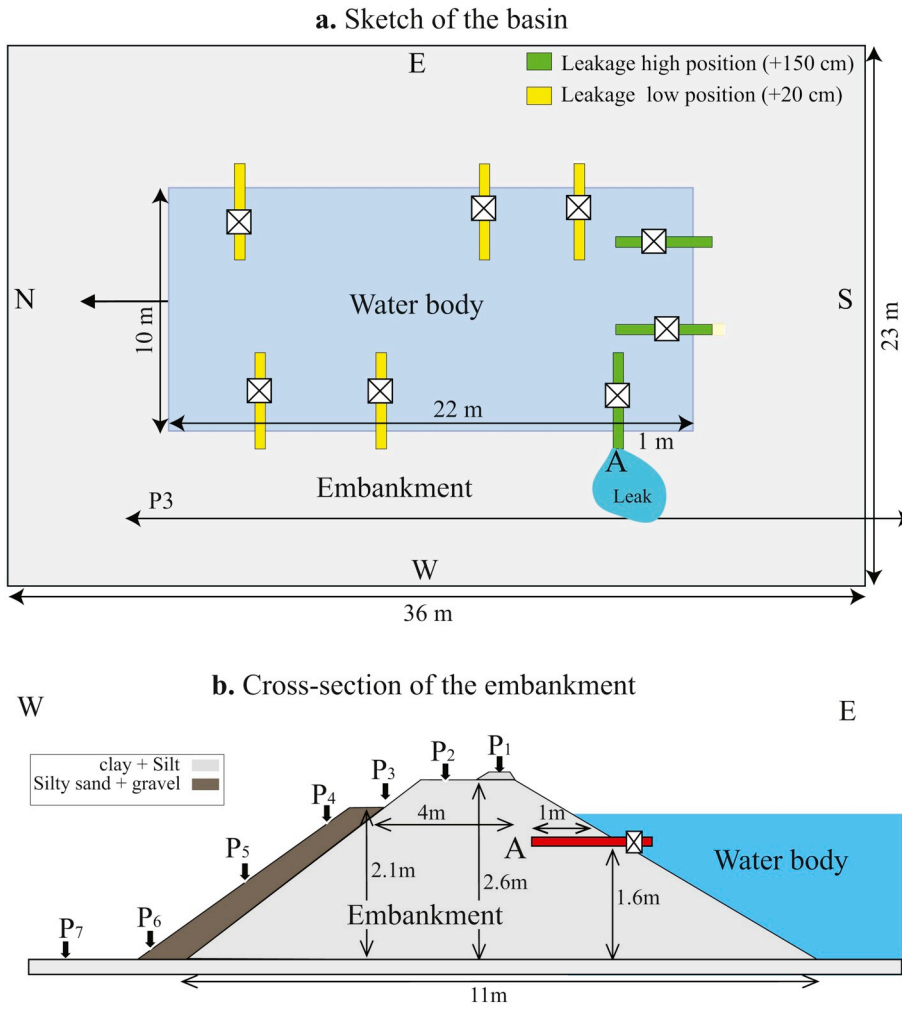 a. Sketch of the basin
E
Leakage high position (+150 cm)
Leakage low position (+20 cm)
N
S
Water body
10 m
23 m
22 m
1 m
A
Leak
Embankment
P3
W
36 m
b. Cross-section of the embankment
W
E
clay + Silt
Silty sand + gravel
P1
P2
P3
P4
P5
P6
P7
4m
1m
A
2.1m
2.6m
1.6m
Water body
Embankment
11m